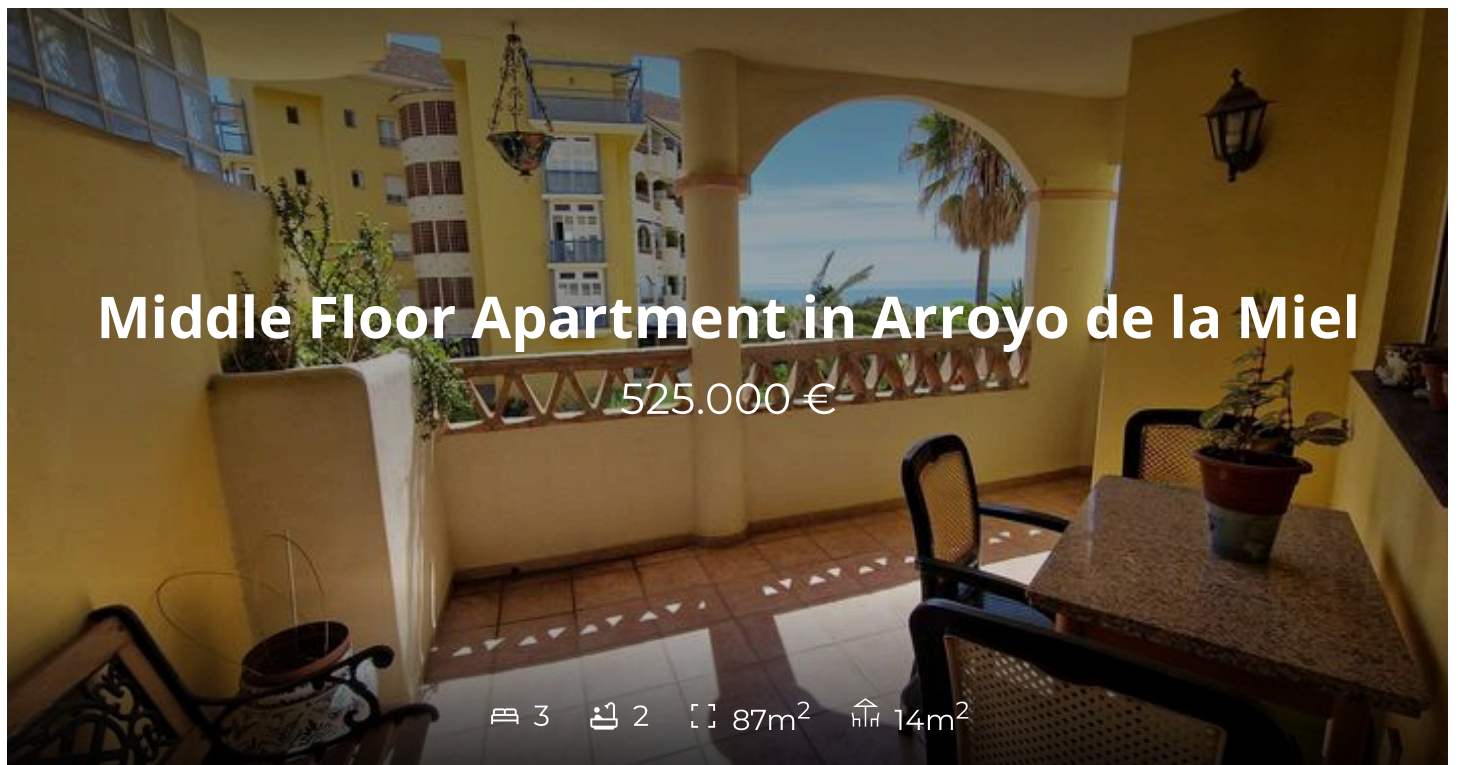 Middle Floor Apartment in Arroyo de la Miel
525.000 €
3 2 87m² 14m²